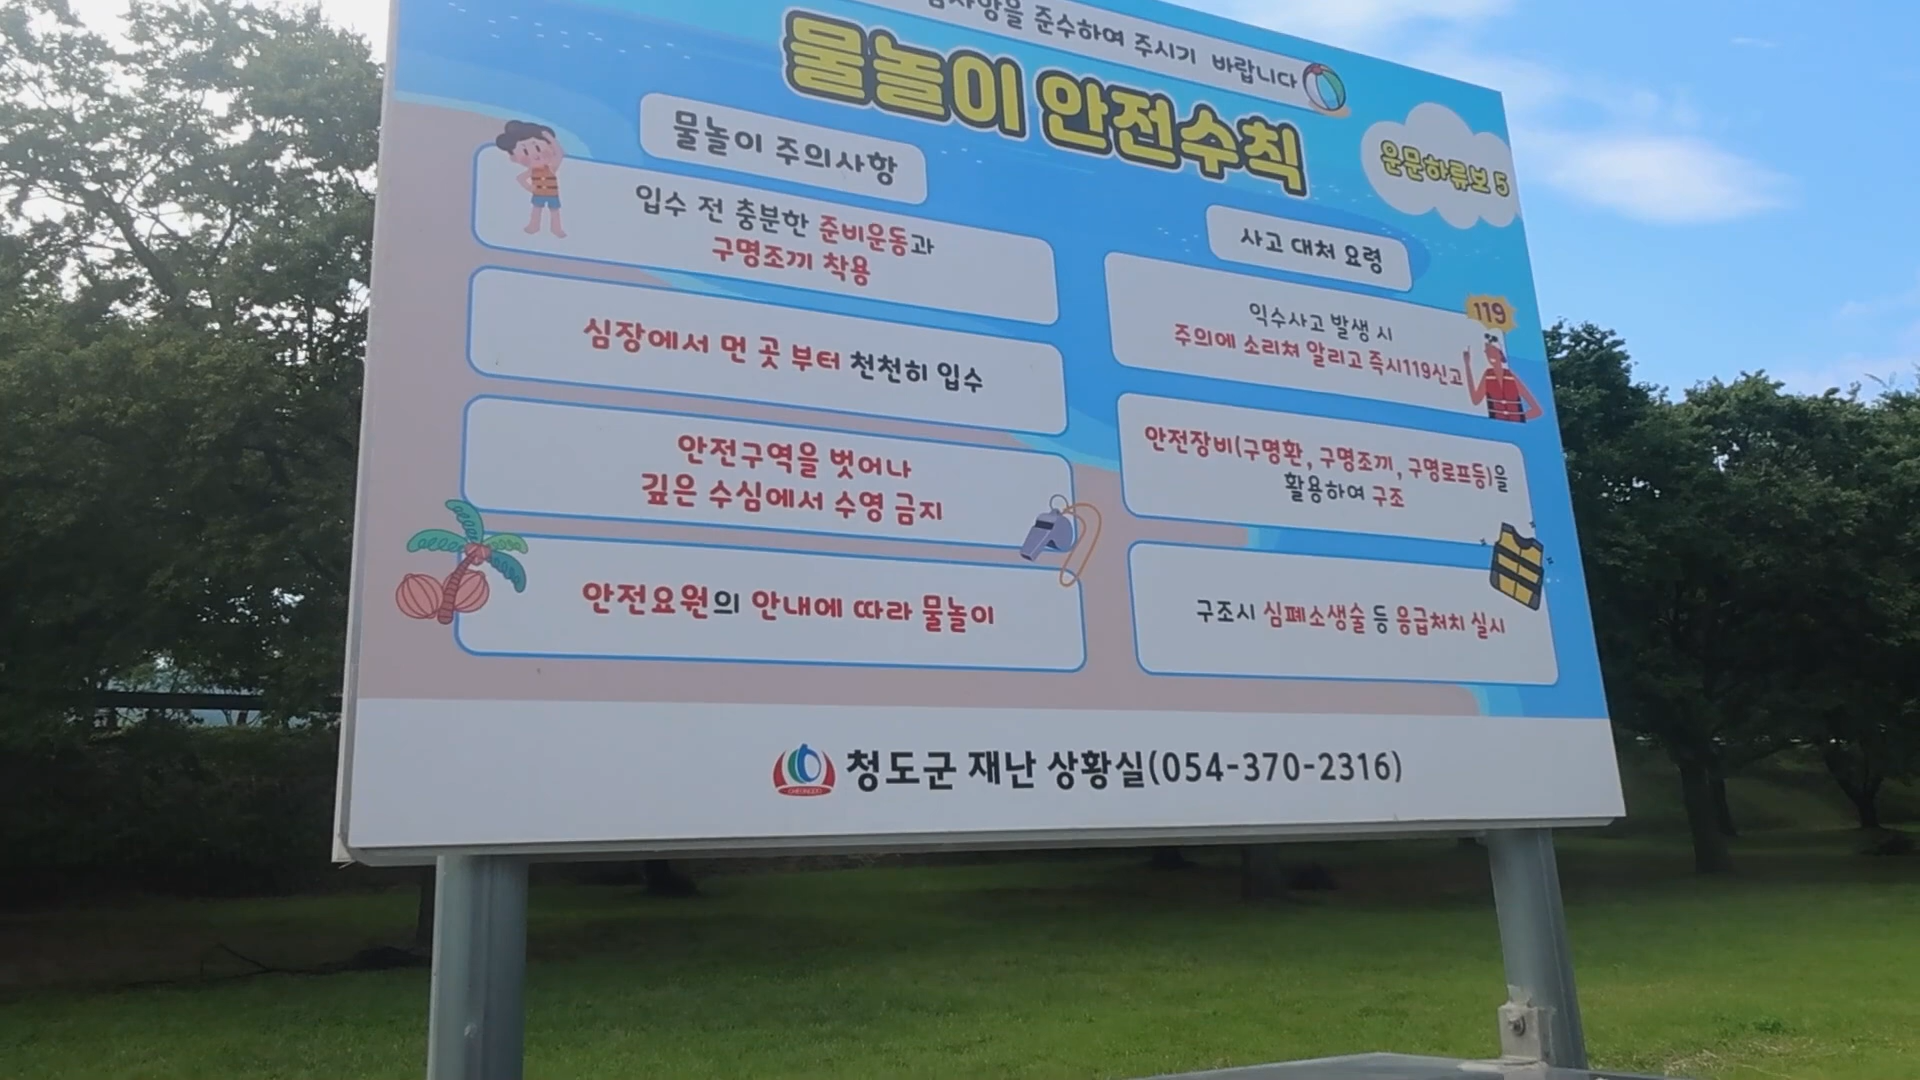 준수하여 주시기 바랍니다
물놀이 안전수칙
운문하류보 5
물놀이 주의사항
입수 전 충분한 준비운동과
구명조끼 착용
심장에서 먼 곳 부터 천천히 입수
안전구역을 벗어나
깊은 수심에서 수영 금지
안전요원의 안내에 따라 물놀이
사고 대처 요령
119
익수사고 발생 시
주의에 소리쳐 알리고 즉시119신고
안전장비(구명환, 구명조끼, 구명로프등)을
활용하여 구조
구조시 심폐소생술 등 응급처치 실시
CHEONGDO
청도군 재난 상황실(054-370-2316)